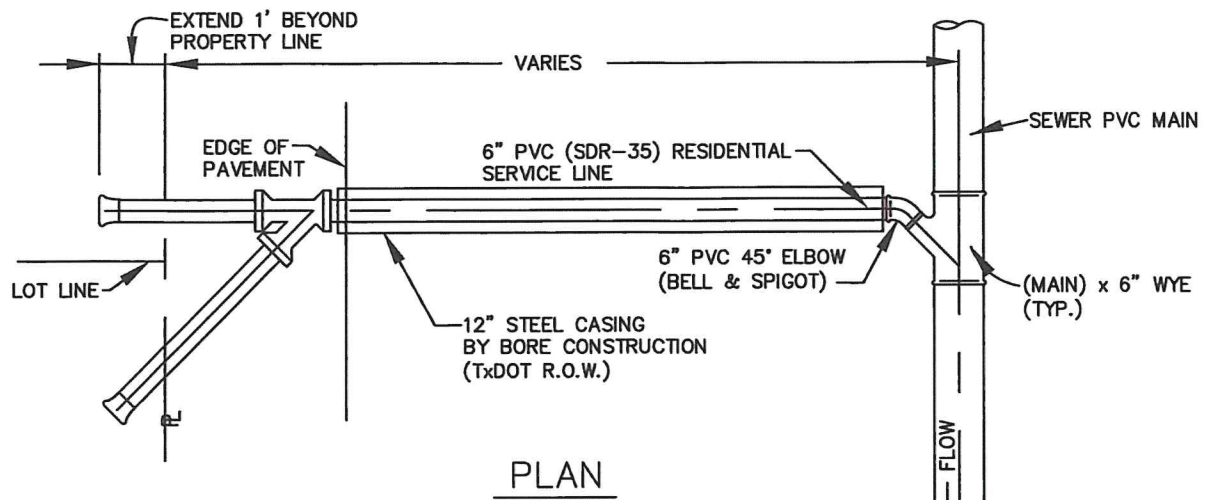 EXTEND 1' BEYOND
PROPERTY LINE
VARIES
SEWER PVC MAIN
EDGE OF
PAVEMENT
6" PVC (SDR-35) RESIDENTIAL
SERVICE LINE
6" PVC 45° ELBOW
(BELL & SPIGOT)
LOT LINE
(MAIN) x 6" WYE
(TYP.)
12" STEEL CASING
BY BORE CONSTRUCTION
(TxDOT R.O.W.)
PL
FLOW
PLAN